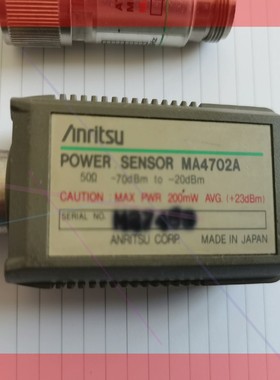 Anritsu
POWER SENSOR MA4702A
50Ω -70dBm to -20dBm
CAUTION MAX PWR 200mW AVG. (+23dBm)
SERIAL NO.
ANRITSU CORP. MADE IN JAPAN